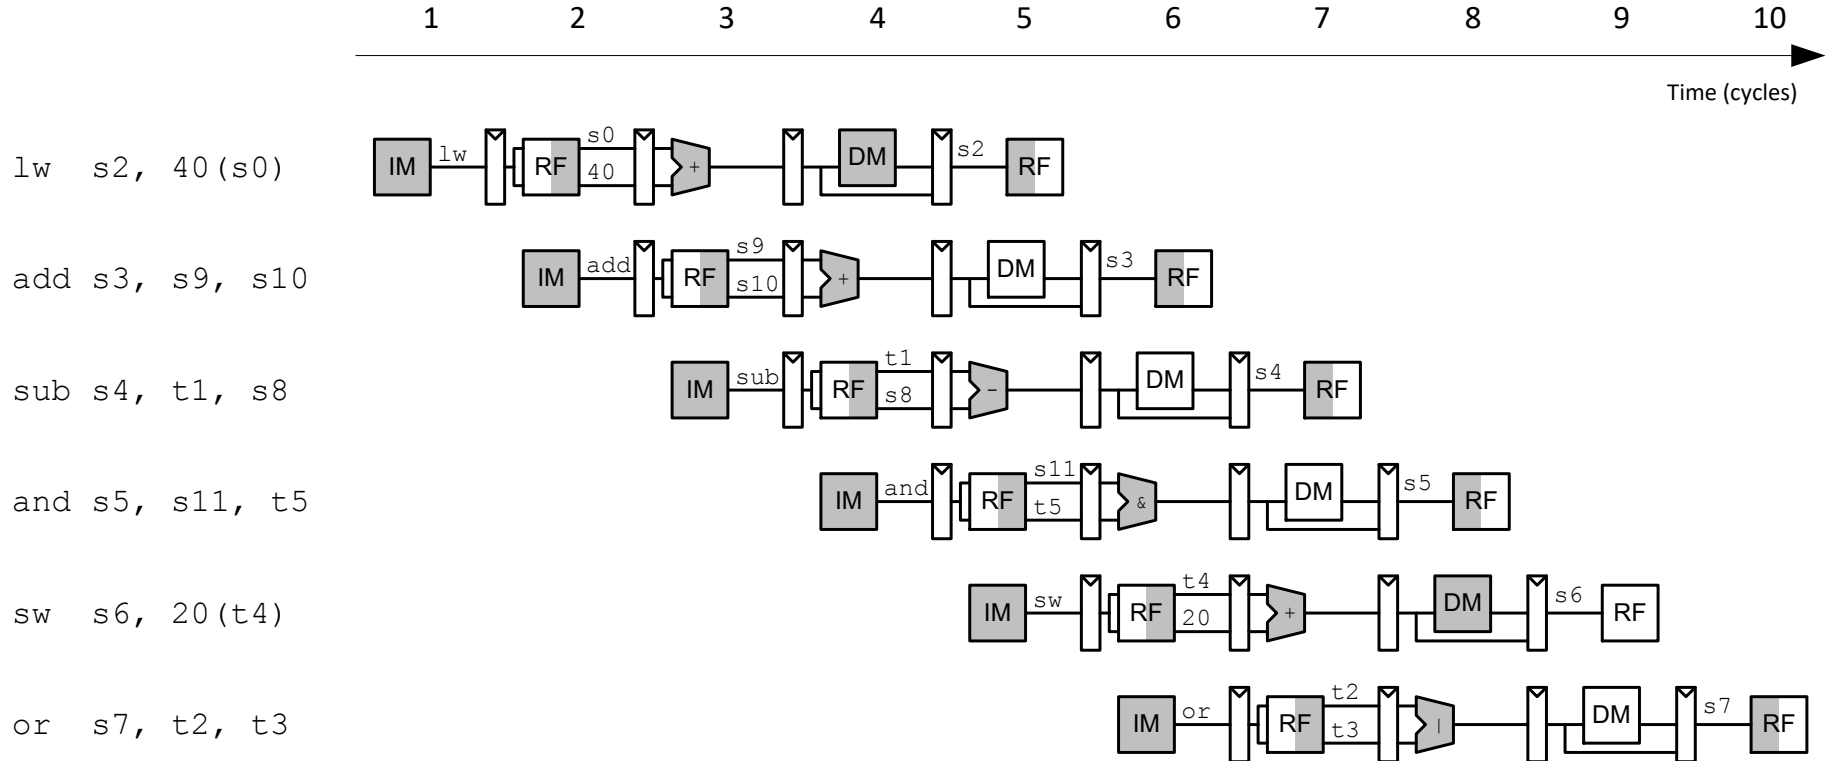 1 2 3 4 5 6 7 8 9 10
Time (cycles)
lw s2, 40(s0) IM lw RF s0 40 + DM s2 RF
add s3, s9, s10 IM add RF s9 s10 + DM s3 RF
sub s4, t1, s8 IM sub RF t1 s8 - DM s4 RF
and s5, s11, t5 IM and RF s11 t5 & DM s5 RF
sw s6, 20(t4) IM sw RF t4 20 + DM s6 RF
or s7, t2, t3 IM or RF t2 t3 | DM s7 RF